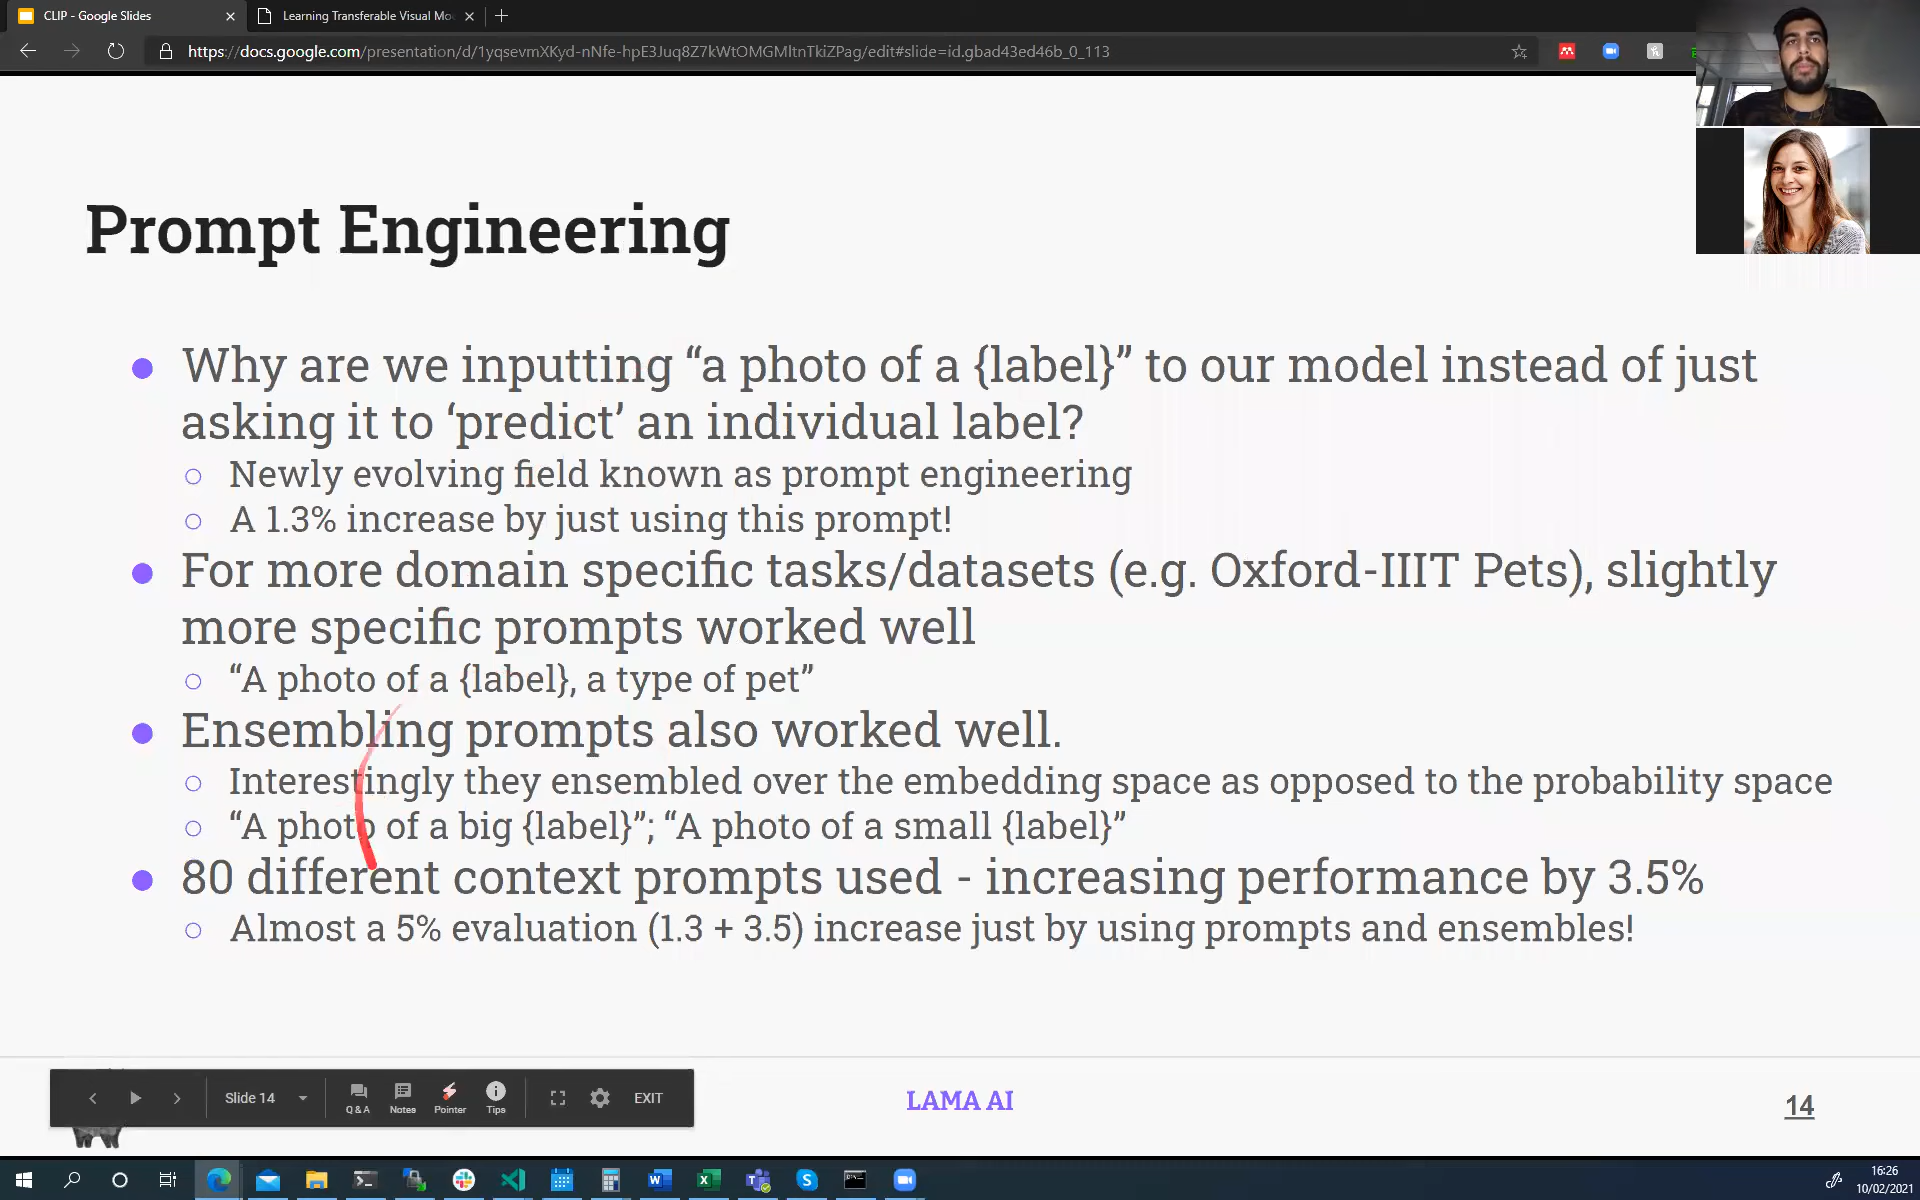 CLIP - Google Slides
Learning Transferable Visual Mo
https://docs.google.com/presentation/d/1yqsevmXKyd-nNfe-hpE3Juq8Z7kWtOMGMltnTkiZPag/edit#slide=id.gbad43ed46b_0_113
Prompt Engineering
Why are we inputting “a photo of a {label}” to our model instead of just
asking it to ‘predict’ an individual label?
Newly evolving field known as prompt engineering
A 1.3% increase by just using this prompt!
For more domain specific tasks/datasets (e.g. Oxford-IIIT Pets), slightly
more specific prompts worked well
“A photo of a {label}, a type of pet”
Ensembling prompts also worked well.
Interestingly they ensembled over the embedding space as opposed to the probability space
“A photo of a big {label}”; “A photo of a small {label}”
80 different context prompts used - increasing performance by 3.5%
Almost a 5% evaluation (1.3 + 3.5) increase just by using prompts and ensembles!
Slide 14
Q & A
Notes
Pointer
Tips
EXIT
LAMA AI
14
16:26
10/02/2021